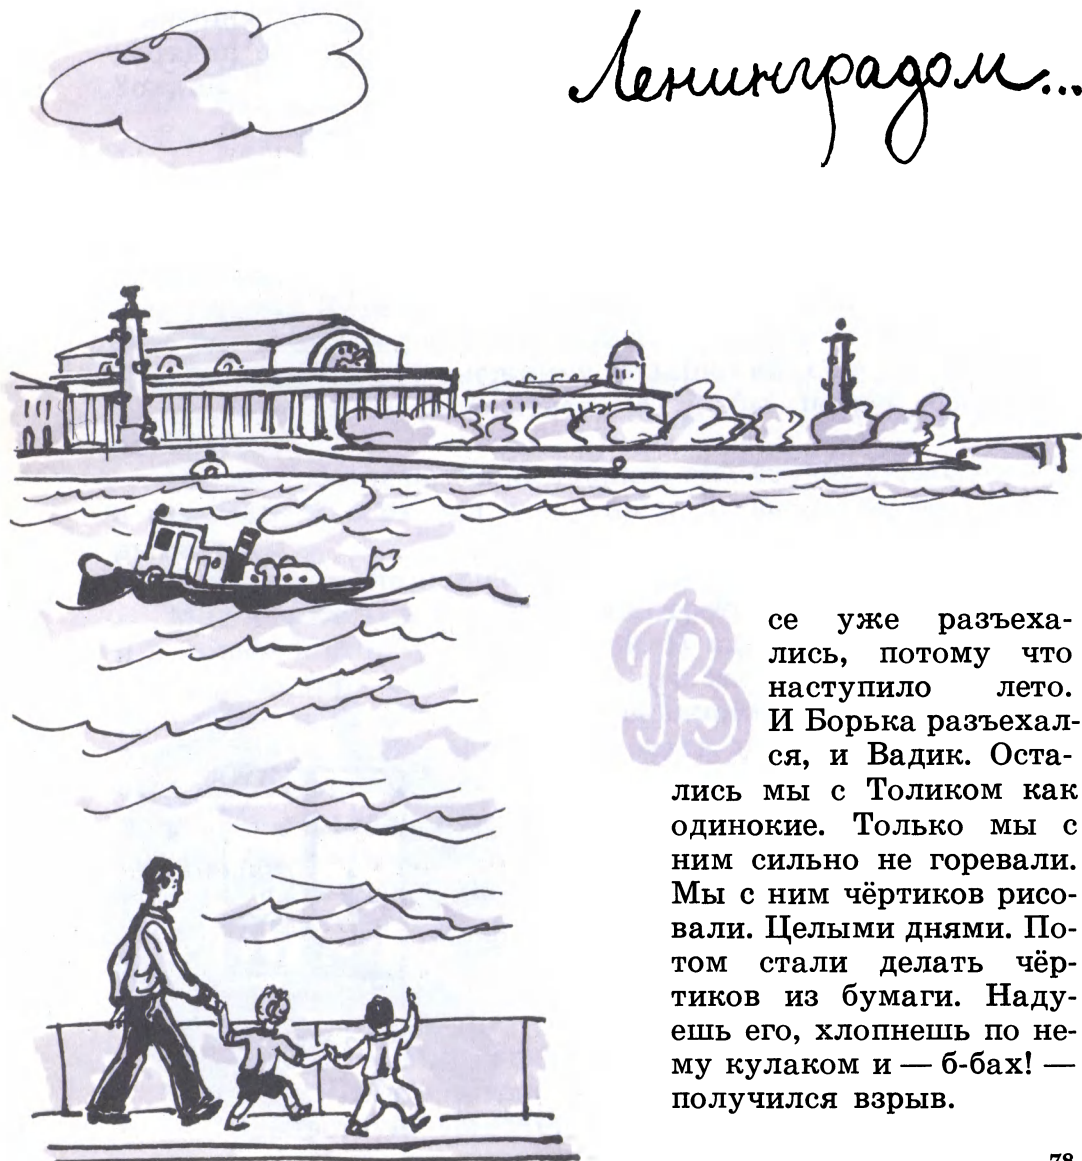 Ленинградом...
Все уже разъеха-
лись, потому что
наступило лето.
И Борька разъехал-
ся, и Вадик. Оста-
лись мы с Толиком как
одинокие. Только мы с
ним сильно не горевали.
Мы с ним чёртиков рисо-
вали. Целыми днями. По-
том стали делать чёр-
тиков из бумаги. Наду-
ешь его, хлопнешь по не-
му кулаком и — б-бах! —
получился взрыв.